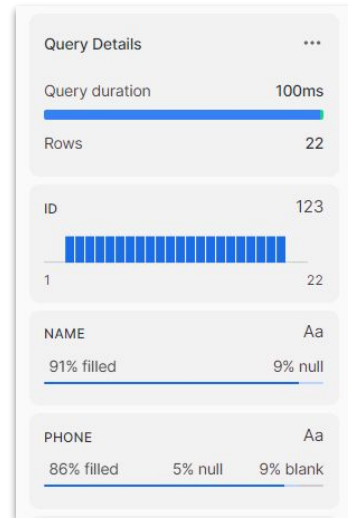 Query Details ...
Query duration 100ms
Rows 22
ID 123
1 22
NAME Aa
91% filled 9% null
PHONE Aa
86% filled 5% null 9% blank